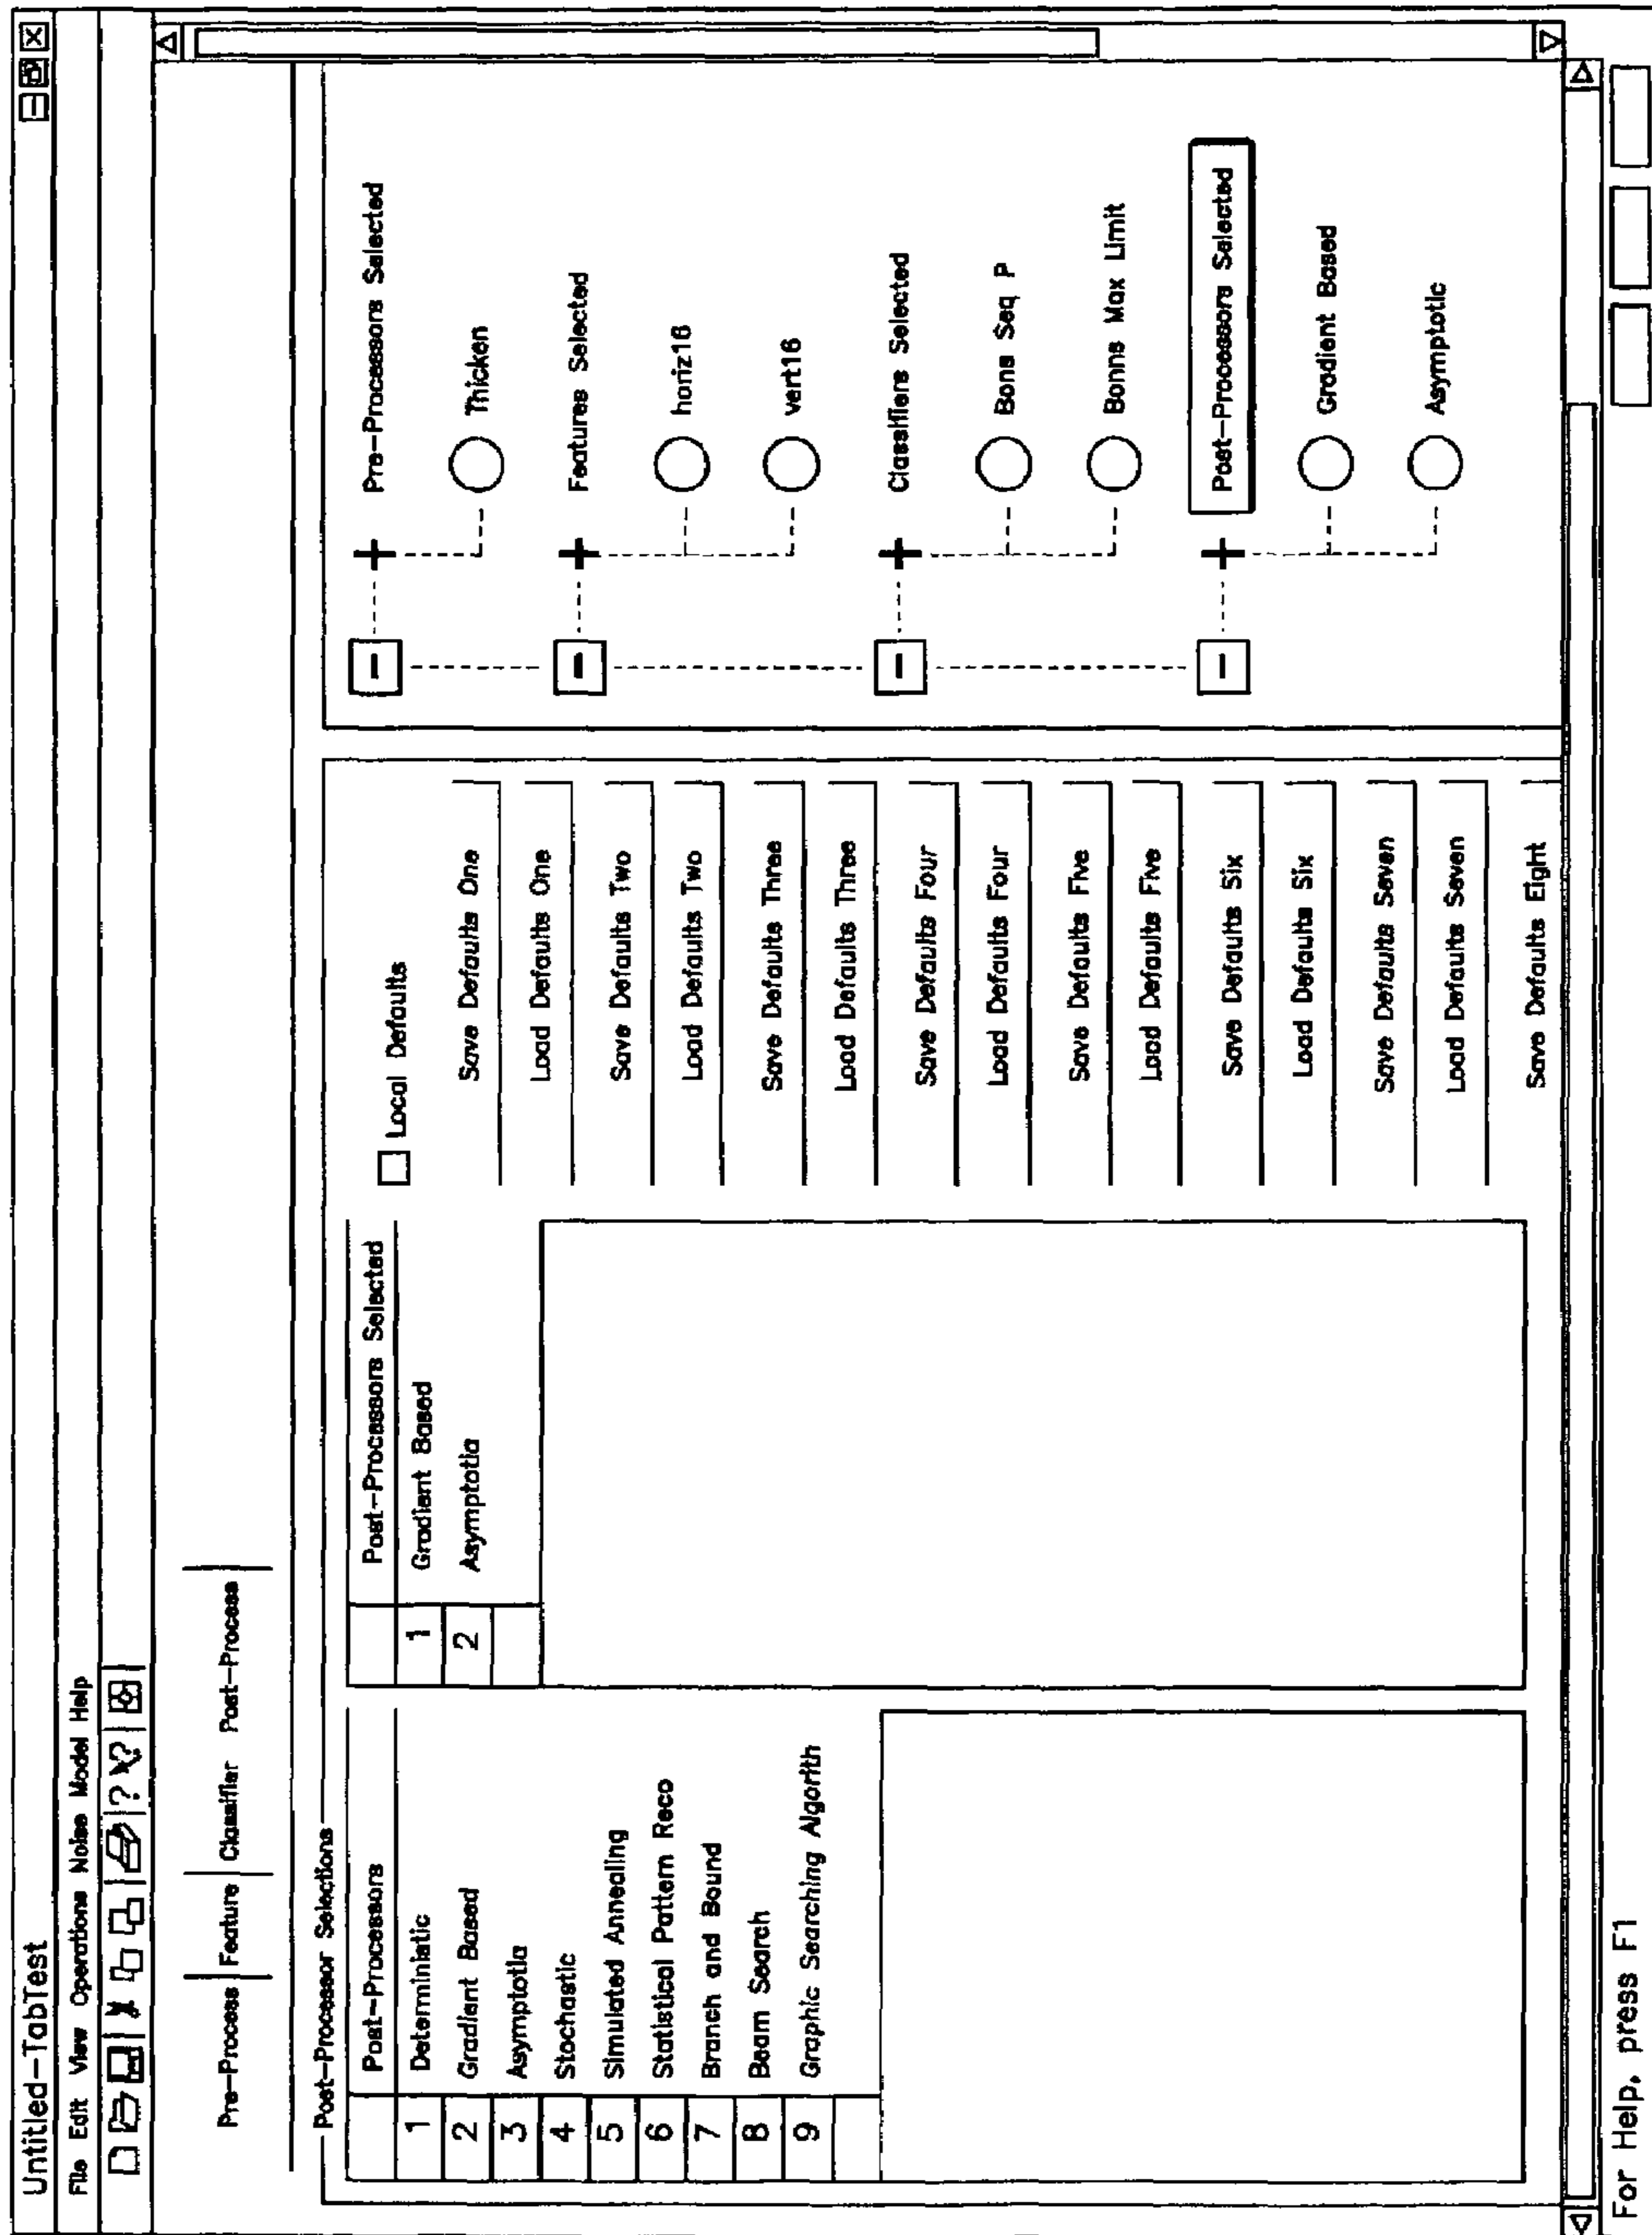 Untitled-TabTest
File Edit View Operations Noise Model Help
Pre-Process Feature Classifier Post-Process
Post-Processor Selections
Post-Processors
1 Deterministic
2 Gradient Based
3 Asymptotic
4 Stochastic
5 Simulated Annealing
6 Statistical Pattern Reco
7 Branch and Bound
8 Beam Search
9 Graphic Searching Algorith
Post-Processors Selected
1 Gradient Based
2 Asymptotic
Local Defaults
Save Defaults One
Load Defaults One
Save Defaults Two
Load Defaults Two
Save Defaults Three
Load Defaults Three
Save Defaults Four
Load Defaults Four
Save Defaults Five
Load Defaults Five
Save Defaults Six
Load Defaults Six
Save Defaults Seven
Load Defaults Seven
Save Defaults Eight
Pre-Processors Selected
Thicken
Features Selected
horiz16
vert16
Classifiers Selected
Bons Seq P
Bonns Max Limit
Post-Processors Selected
Gradient Based
Asymptotic
For Help, press F1